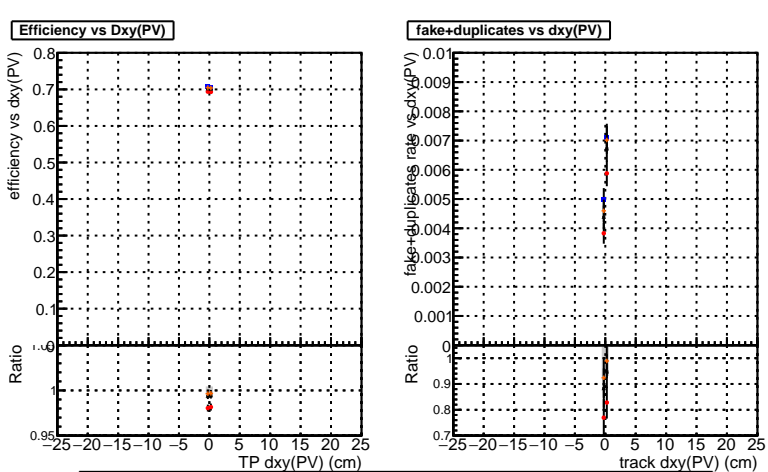 Efficiency vs Dxy(PV)
efficiency vs dxy(PV)
0.8
0.7
0.6
0.5
0.4
0.3
0.2
0.1
0
Ratio
1
0.95
−25 −20 −15 −10 −5 0 5 10 15 20 25
TP dxy(PV) (cm)
fake+duplicates vs dxy(PV)
fake+duplicates rate vs dxy(PV)
0.01
0.009
0.008
0.007
0.006
0.005
0.004
0.003
0.002
0.001
0
Ratio
1
0.9
0.8
0.7
−25 −20 −15 −10 −5 0 5 10 15 20 25
track dxy(PV) (cm)